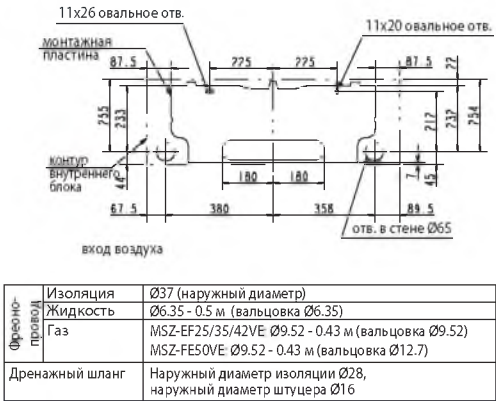 11x26 овальное отв.
11x20 овальное отв.
монтажная
пластина
87.5
225
225
87.5
22
255
233
217
232
254
контур
внутреннего
блока
44
180
180
7
45
67.5
380
358
89.5
отв. в стене Ø65
вход воздуха
Фреоно-
провод
Изоляция
Ø37 (наружный диаметр)
Жидкость
Ø6.35 - 0.5 м (вальцовка Ø6.35)
Газ
MSZ-EF25/35/42VE: Ø9.52 - 0.43 м (вальцовка Ø9.52)
MSZ-FE50VE: Ø9.52 - 0.43 м (вальцовка Ø12.7)
Дренажный шланг
Наружный диаметр изоляции Ø28,
наружный диаметр штуцера Ø16